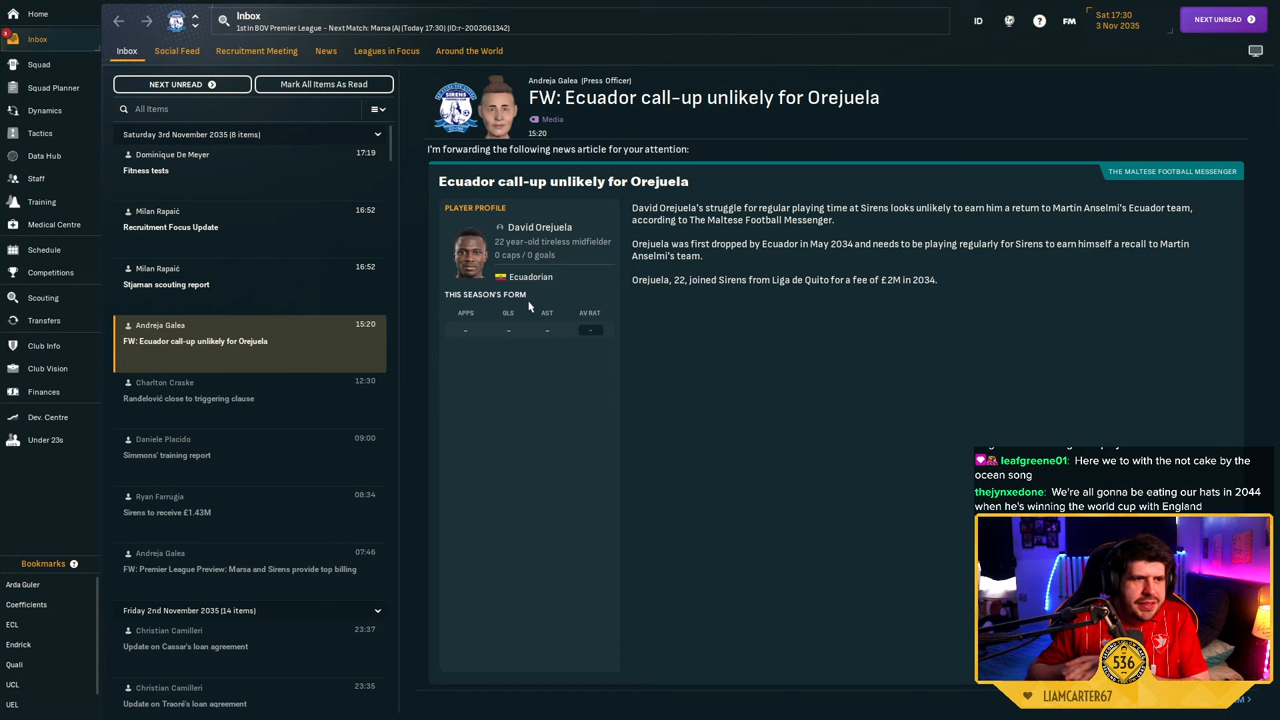 Home
3
Inbox
Squad
Squad Planner
Dynamics
Tactics
Data Hub
Staff
Training
Medical Centre
Schedule
Competitions
Scouting
Transfers
Club Info
Club Vision
Finances
Dev. Centre
Under 23s
Bookmarks ?
Arda Guler
Coefficients
ECL
Endrick
Quali
UCL
UEL
Inbox
1st in BOV Premier League - Next Match: Marsa (A) (Today 17:30) (ID:r-2002061342)
ID
?
FM
Sat 17:30
3 Nov 2035
NEXT UNREAD
Inbox Social Feed Recruitment Meeting News Leagues in Focus Around the World
NEXT UNREAD
Mark All Items As Read
All Items
Saturday 3rd November 2035 (8 items)
Dominique De Meyer 17:19
Fitness tests
Milan Rapaić 16:52
Recruitment Focus Update
Milan Rapaić 16:52
Stjarnan scouting report
Andreja Galea 15:20
FW: Ecuador call-up unlikely for Orejuela
Charlton Craske 12:30
Ranđelović close to triggering clause
Daniele Placido 09:00
Simmons' training report
Ryan Farrugia 08:34
Sirens to receive £1.43M
Andreja Galea 07:46
FW: Premier League Preview: Marsa and Sirens provide top billing
Friday 2nd November 2035 (14 items)
Christian Camilleri 23:37
Update on Cassar's loan agreement
Christian Camilleri 23:35
Update on Traoré's loan agreement
SIRENS
Andreja Galea (Press Officer)
FW: Ecuador call-up unlikely for Orejuela
Media
15:20
I'm forwarding the following news article for your attention:
THE MALTESE FOOTBALL MESSENGER
Ecuador call-up unlikely for Orejuela
PLAYER PROFILE
David Orejuela
22 year-old tireless midfielder
0 caps / 0 goals
Ecuadorian
THIS SEASON'S FORM
APPS GLS AST AV RAT
- - - -
David Orejuela's struggle for regular playing time at Sirens looks unlikely to earn him a return to Martín Anselmi's Ecuador team,
according to The Maltese Football Messenger.
Orejuela was first dropped by Ecuador in May 2034 and needs to be playing regularly for Sirens to earn himself a recall to Martín
Anselmi's team.
Orejuela, 22, joined Sirens from Liga de Quito for a fee of £2M in 2034.
leafgreene01: Here we to with the not cake by the
ocean song
thejynxedone: We're all gonna be eating our hats in 2044
when he's winning the world cup with England
536
LIAMCARTER67